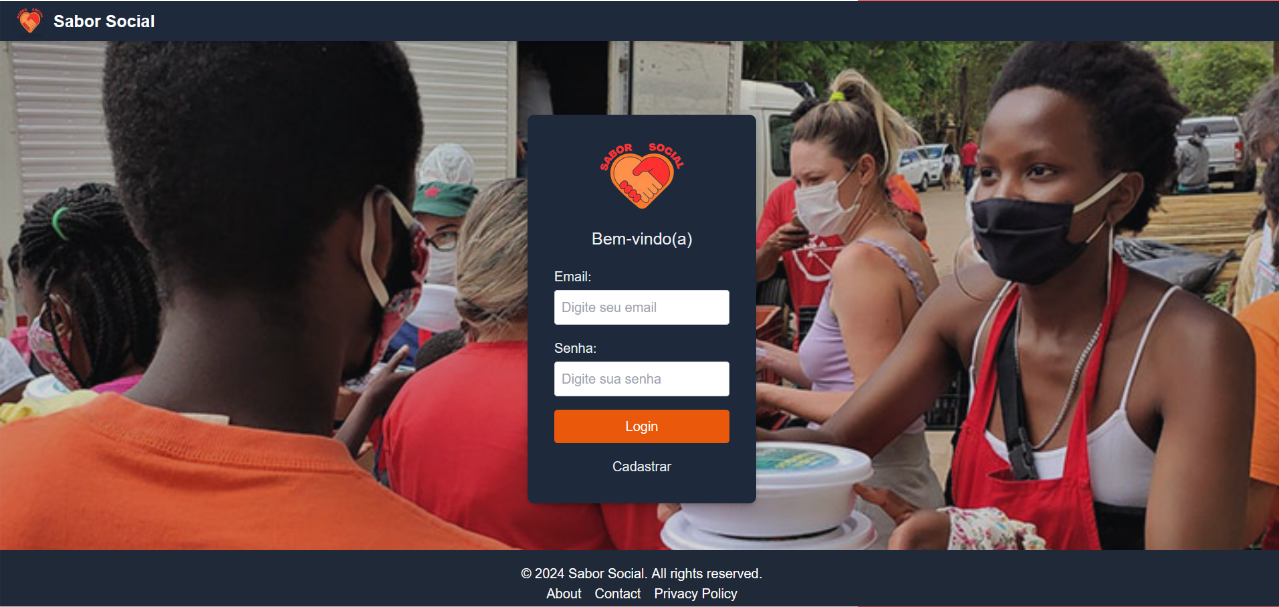 Sabor Social
SABOR SOCIAL
Bem-vindo(a)
Email:
Digite seu email
Senha:
Digite sua senha
Login
Cadastrar
© 2024 Sabor Social. All rights reserved.
About Contact Privacy Policy